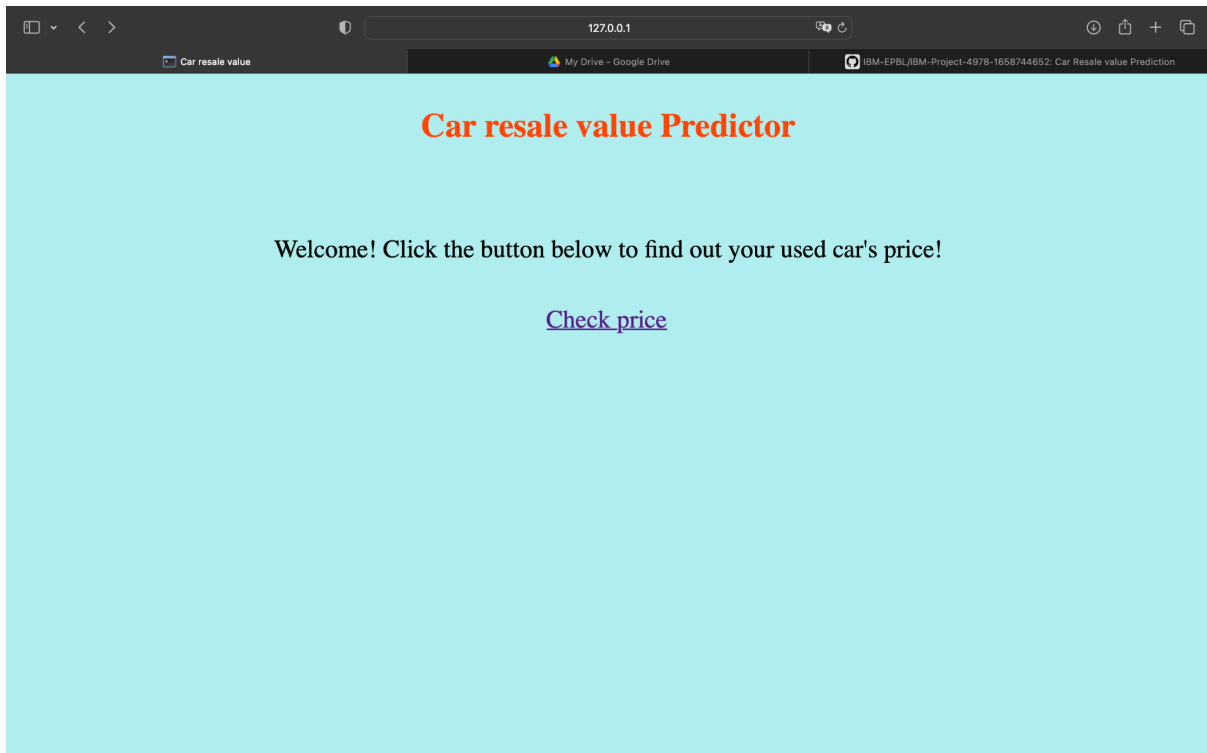 127.0.0.1
Car resale value
My Drive - Google Drive
IBM-EPBL/IBM-Project-4978-1658744652: Car Resale value Prediction
Car resale value Predictor
Welcome! Click the button below to find out your used car's price!
Check price